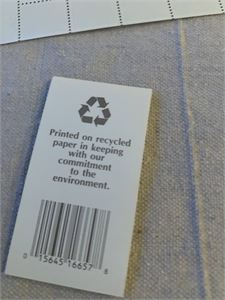 Printed on recycled
paper in keeping
with our
commitment
to the
environment.
0 15645 16657 8